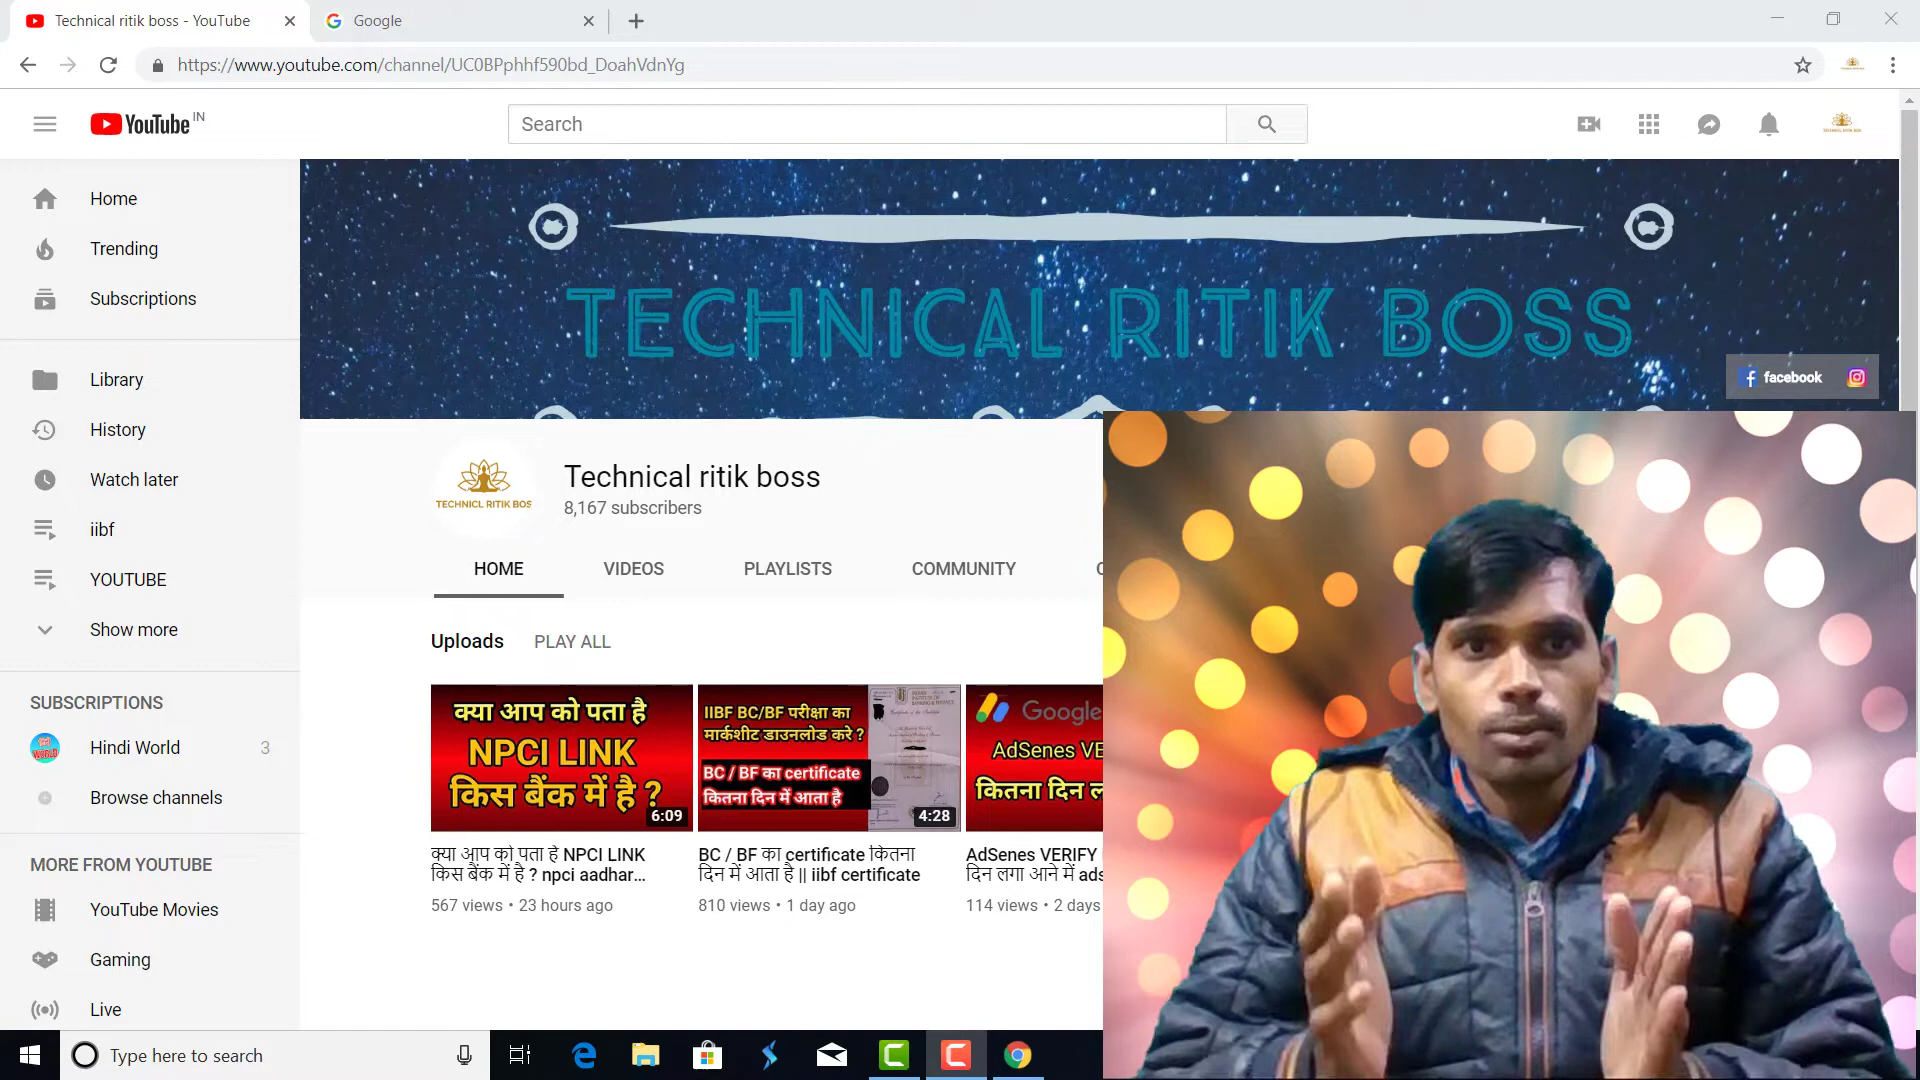 Technical ritik boss - YouTube
Google
https://www.youtube.com/channel/UC0BPphhf590bd_DoahVdnYg
YouTube IN
Search
Home
Trending
Subscriptions
Library
History
Watch later
iibf
YOUTUBE
Show more
SUBSCRIPTIONS
Hindi World 3
Browse channels
MORE FROM YOUTUBE
YouTube Movies
Gaming
Live
TECHNICAL RITIK BOSS
facebook
TECHNICL RITIK BOS
Technical ritik boss
8,167 subscribers
HOME VIDEOS PLAYLISTS COMMUNITY
Uploads PLAY ALL
क्या आप को पता है
NPCI LINK
किस बैंक में है ?
6:09
क्या आप को पता है NPCI LINK
किस बैंक में है ? npci aadhar...
567 views • 23 hours ago
IIBF BC/BF परीक्षा का
मार्कशीट डाउनलोड करे ?
BC / BF का certificate
कितना दिन में आता है
4:28
BC / BF का certificate कितना
दिन में आता है || iibf certificate
810 views • 1 day ago
Google
AdSenes VE
कितना दिन ल
AdSenes VERIFY
दिन लगा आने में ads
114 views • 2 days
Type here to search